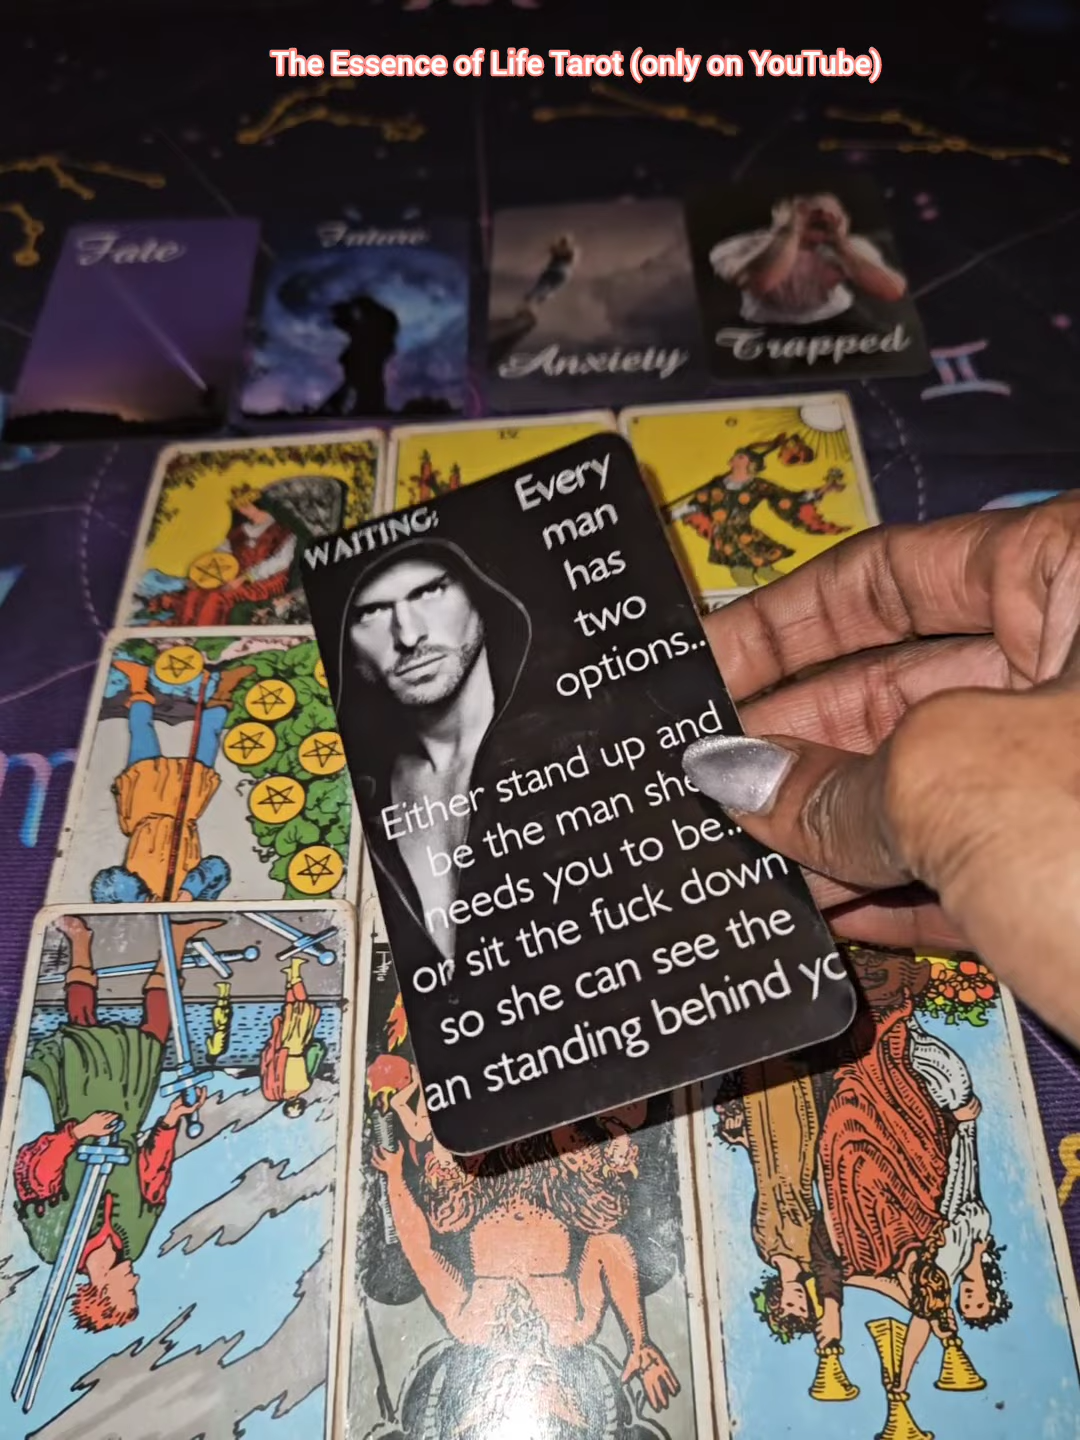 The Essence of Life Tarot (only on YouTube)
Fate
Future
Anxiety
Trapped
IV
0
WAITING:
Every
man
has
two
options..
Either stand up and
be the man she
needs you to be..
or sit the fuck down
so she can see the
an standing behind yo